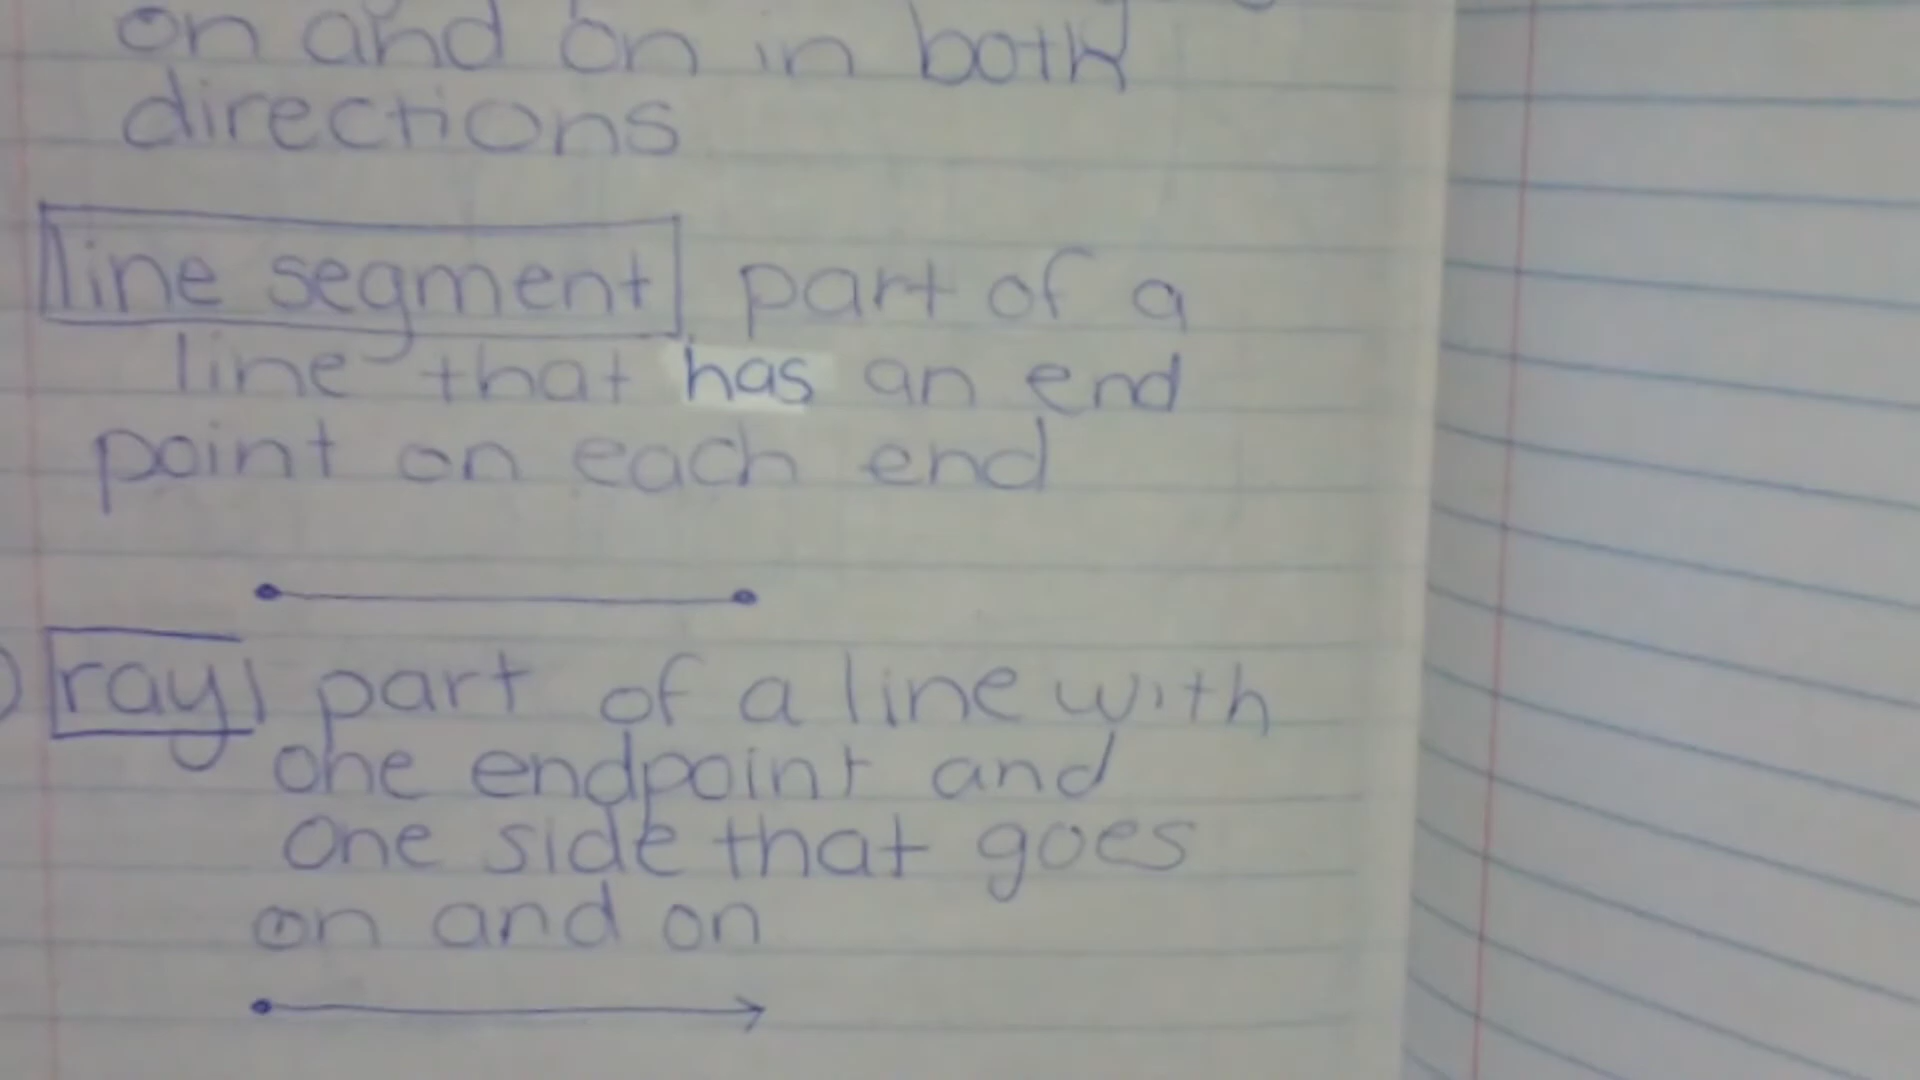 on and on in both
directions
line segment part of a
line that has an end
point on each end
ray part of a line with
one endpoint and
one side that goes
on and on